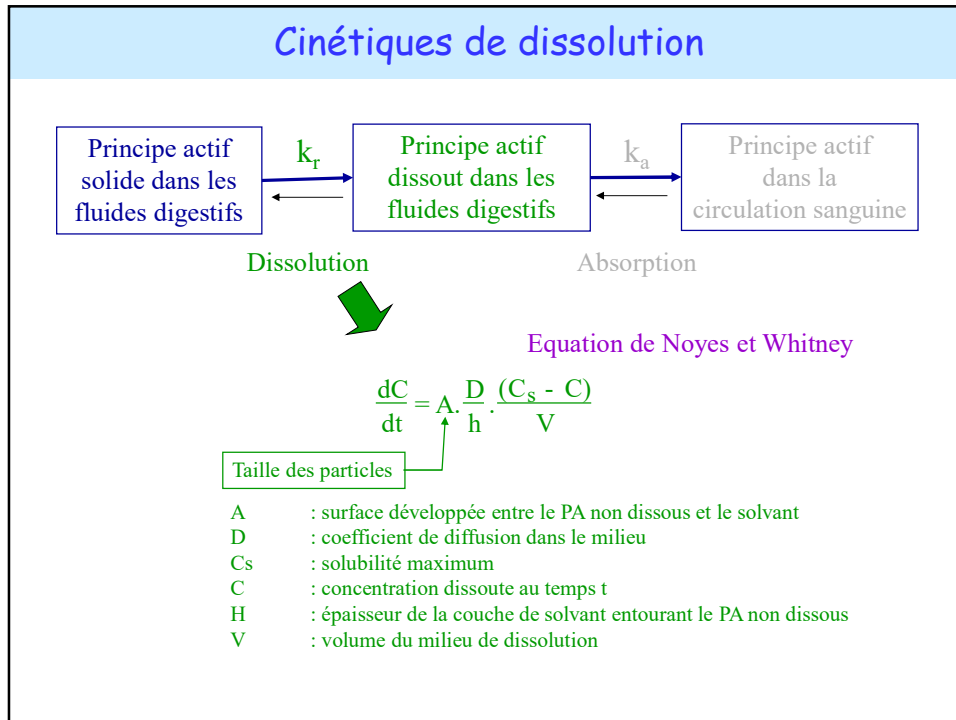 Cinétiques de dissolution
Principe actif
solide dans les
fluides digestifs
k_r
Principe actif
dissout dans les
fluides digestifs
k_a
Principe actif
dans la
circulation sanguine
Dissolution
Absorption
Equation de Noyes et Whitney
dC/dt = A. D/h . (C_s - C)/V
Taille des particles
A : surface développée entre le PA non dissous et le solvant
D : coefficient de diffusion dans le milieu
Cs : solubilité maximum
C : concentration dissoute au temps t
H : épaisseur de la couche de solvant entourant le PA non dissous
V : volume du milieu de dissolution